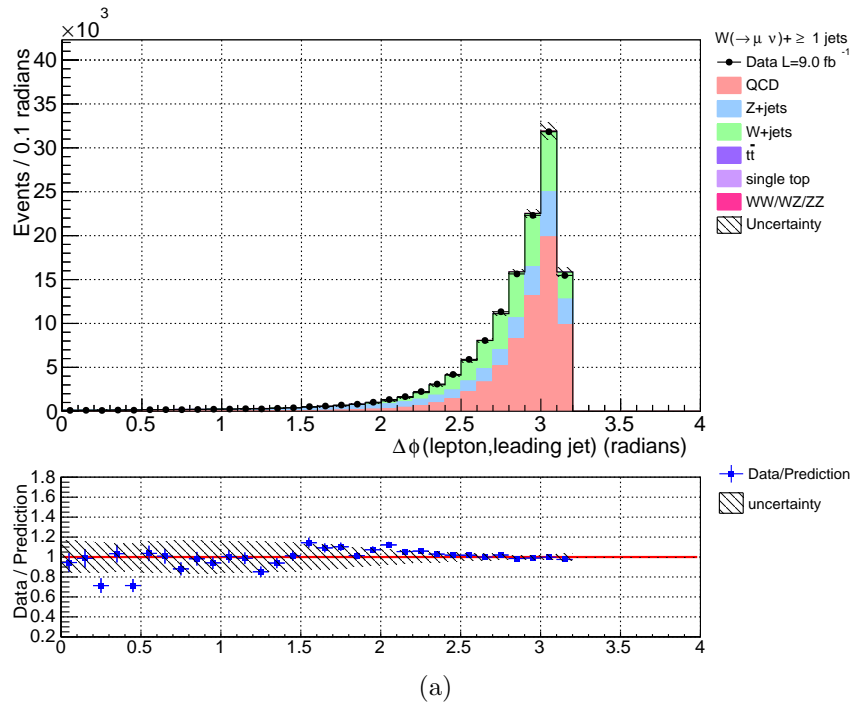 ×10³
W(→μ ν)+ ≥ 1 jets
Data L=9.0 fb⁻¹
QCD
Z+jets
W+jets
tt̄
single top
WW/WZ/ZZ
Uncertainty
Events / 0.1 radians
40
30
20
10
0
0 0.5 1 1.5 2 2.5 3 3.5 4
Δϕ(lepton,leading jet) (radians)
Data / Prediction
1.8
1.6
1.4
1.2
1
0.8
0.6
0.4
0.2
0 0.5 1 1.5 2 2.5 3 3.5 4
Data/Prediction
uncertainty
(a)